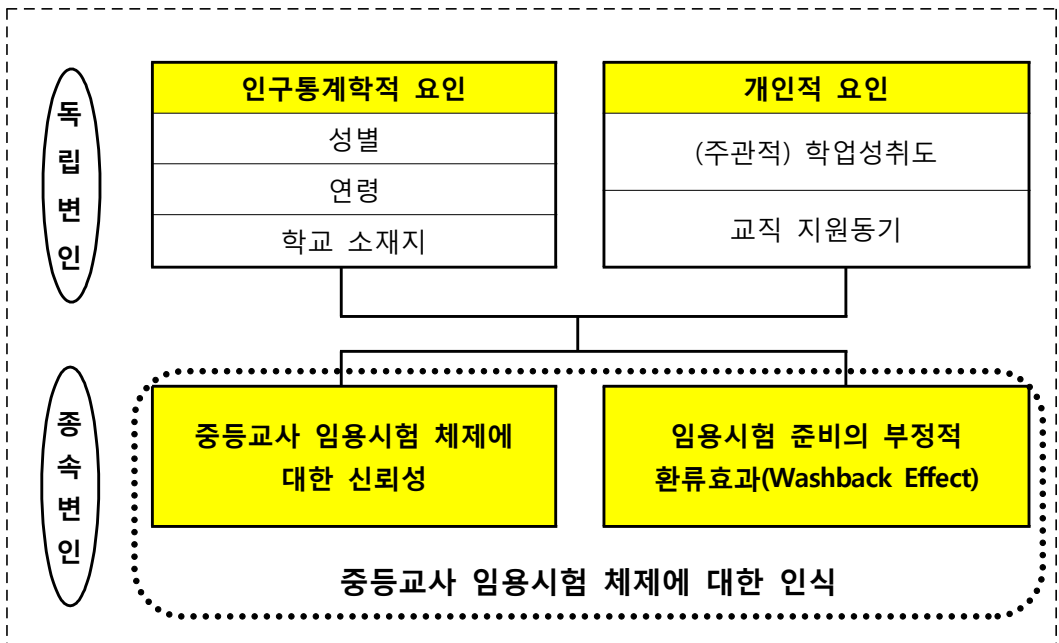 독립변인
인구통계학적 요인
성별
연령
학교 소재지
개인적 요인
(주관적) 학업성취도
교직 지원동기
종속변인
중등교사 임용시험 체제에
대한 신뢰성
임용시험 준비의 부정적
환류효과(Washback Effect)
중등교사 임용시험 체제에 대한 인식